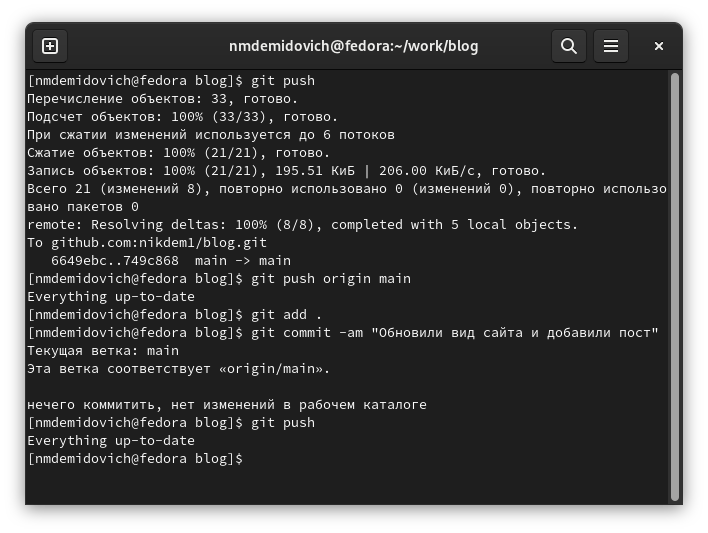 nmdemidovich@fedora:~/work/blog
[nmdemidovich@fedora blog]$ git push
Перечисление объектов: 33, готово.
Подсчет объектов: 100% (33/33), готово.
При сжатии изменений используется до 6 потоков
Сжатие объектов: 100% (21/21), готово.
Запись объектов: 100% (21/21), 195.51 КиБ | 206.00 КиБ/с, готово.
Всего 21 (изменений 8), повторно использовано 0 (изменений 0), повторно использо
вано пакетов 0
remote: Resolving deltas: 100% (8/8), completed with 5 local objects.
To github.com:nikdem1/blog.git
   6649ebc..749c868  main -> main
[nmdemidovich@fedora blog]$ git push origin main
Everything up-to-date
[nmdemidovich@fedora blog]$ git add .
[nmdemidovich@fedora blog]$ git commit -am "Обновили вид сайта и добавили пост"
Текущая ветка: main
Эта ветка соответствует «origin/main».
нечего коммитить, нет изменений в рабочем каталоге
[nmdemidovich@fedora blog]$ git push
Everything up-to-date
[nmdemidovich@fedora blog]$